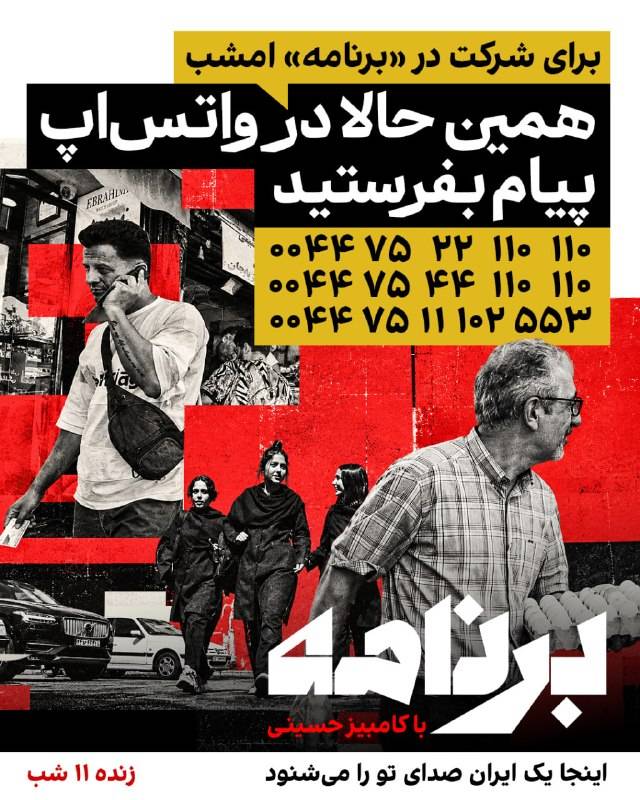 برای شرکت در «برنامه» امشب
همین حالا در واتس‌اپ
پیام بفرستید
۰۰۴۴ ۷۵ ۲۲ ۱۱۰ ۱۱۰
۰۰۴۴ ۷۵ ۴۴ ۱۱۰ ۱۱۰
۰۰۴۴ ۷۵ ۱۱ ۱۰۲ ۵۵۳
EBRAHIMI
برنامه
با کامبیز حسینی
اینجا یک ایران صدای تو را می‌شنود
زنده ۱۱ شب